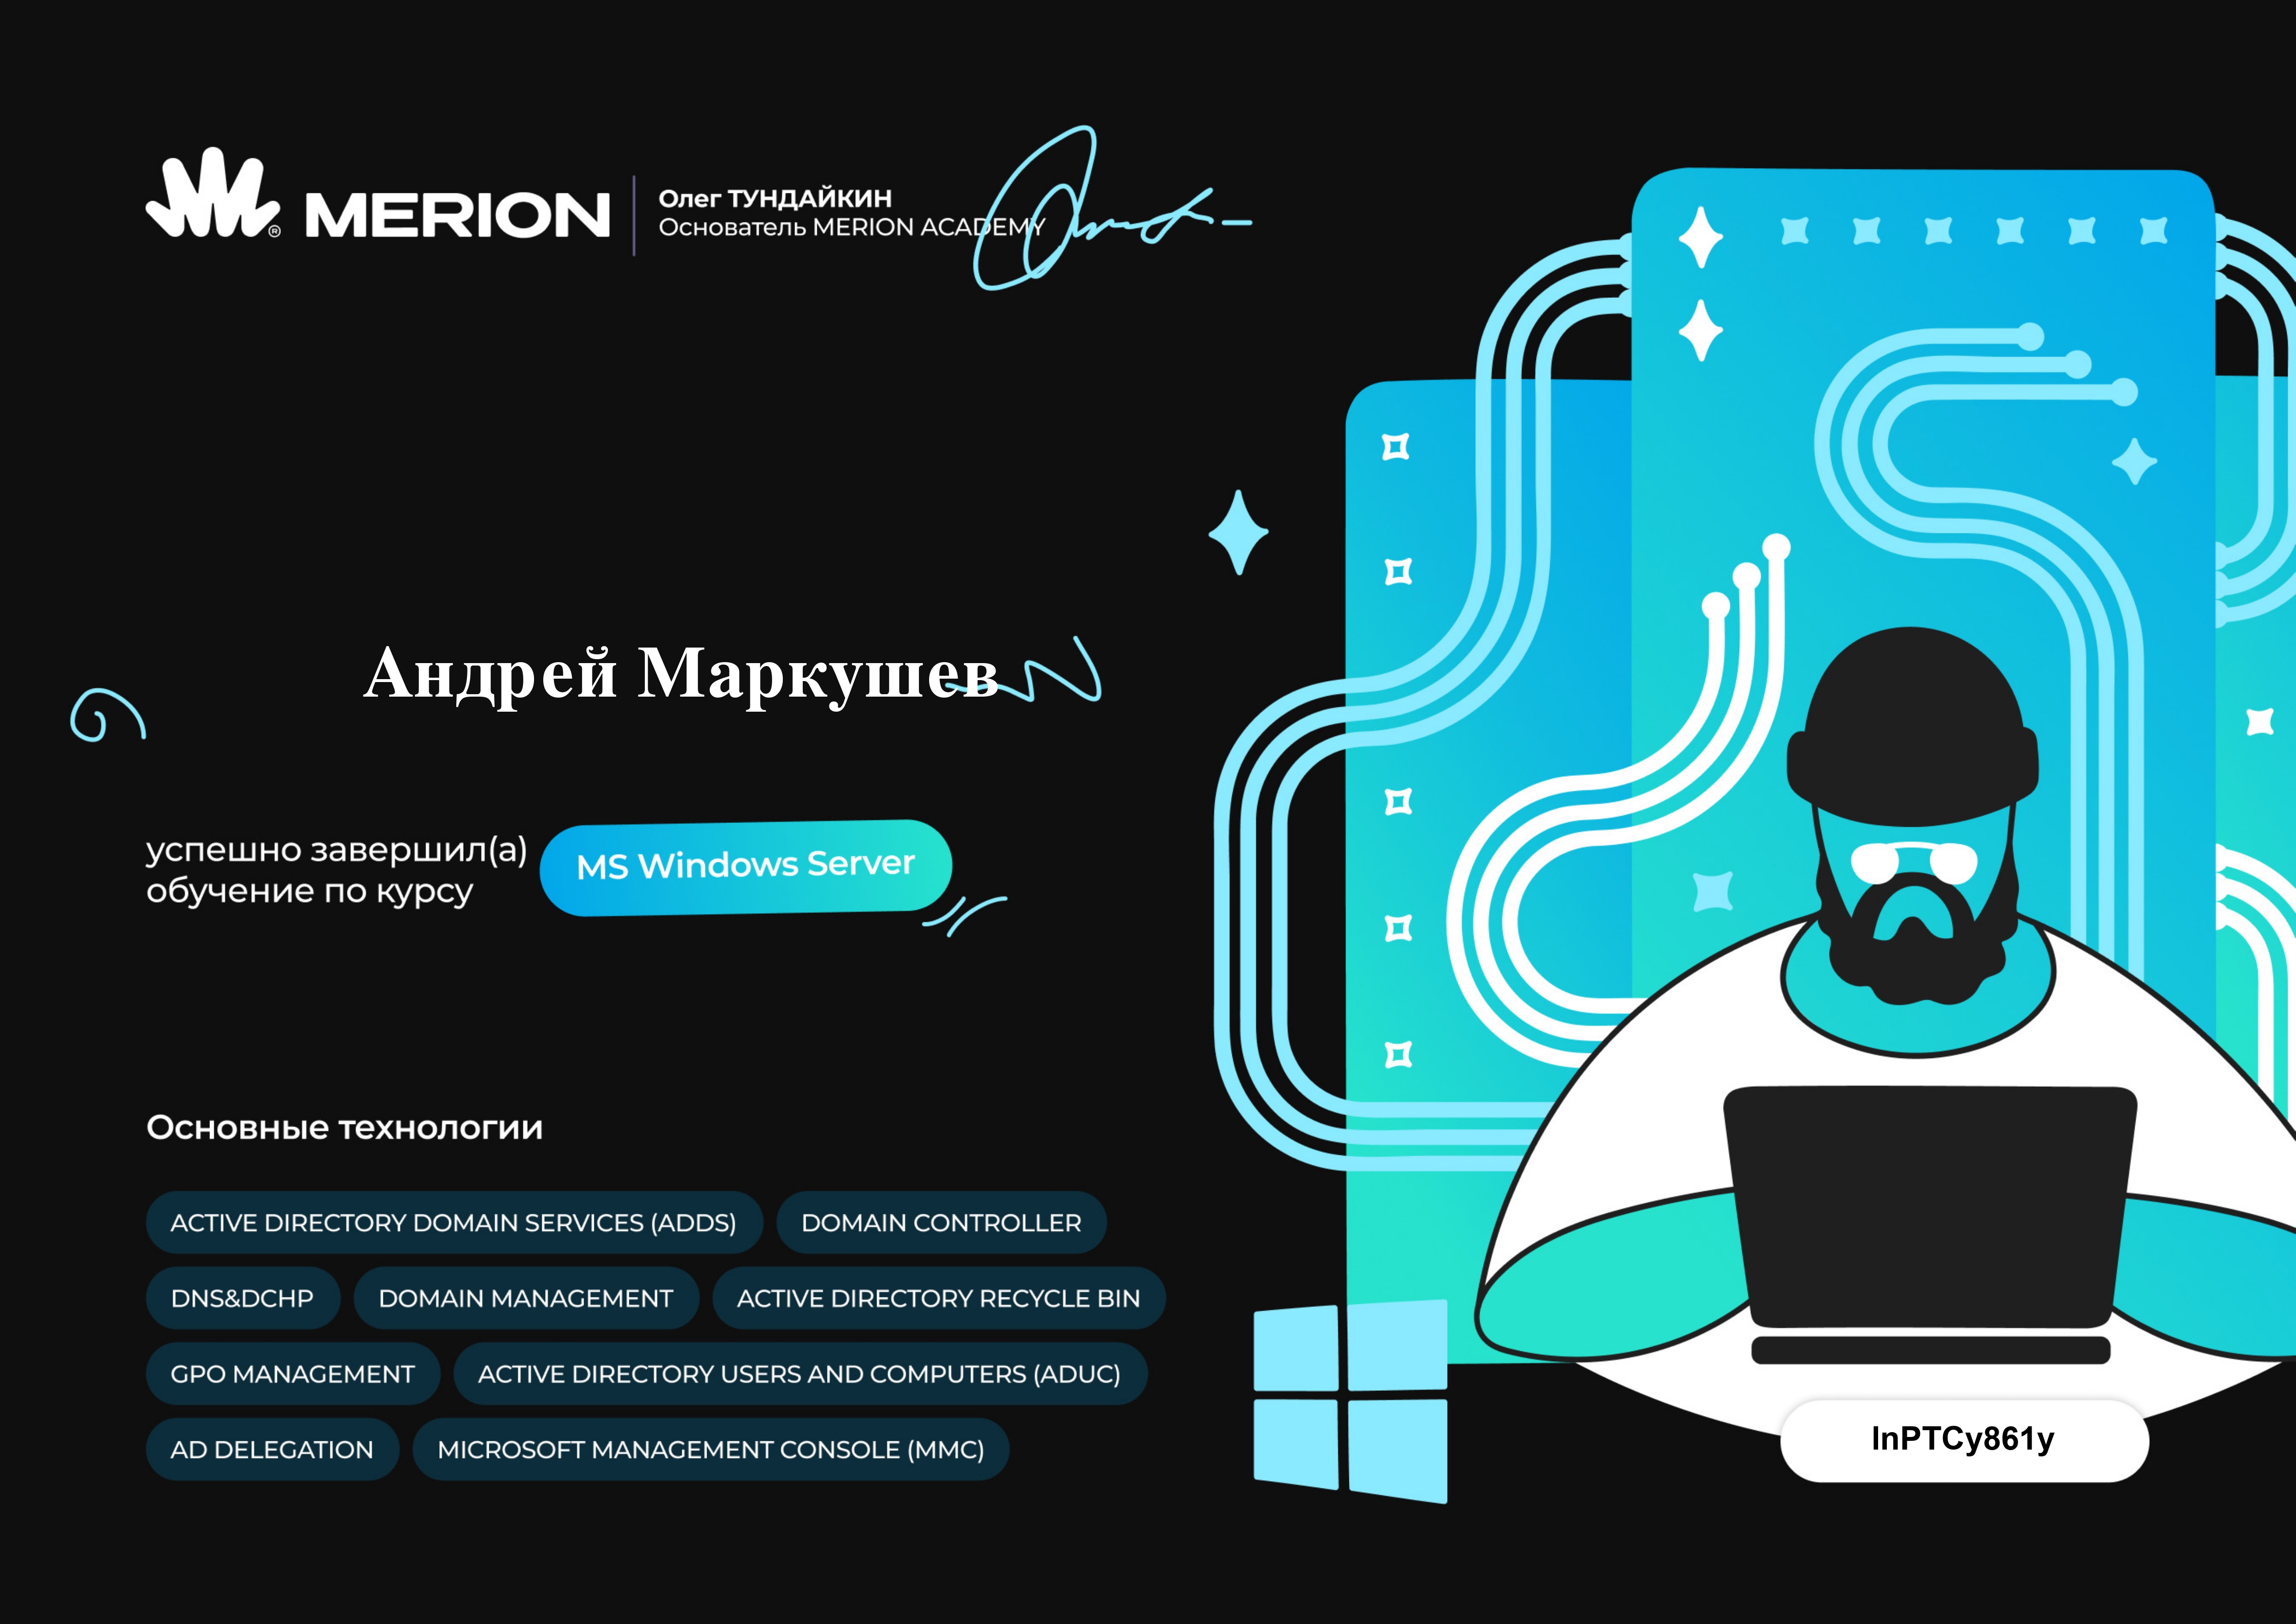 MERION
Олег ТУНДАЙКИН
Основатель MERION ACADEMY
Андрей Маркушев
успешно завершил(а)
обучение по курсу
MS Windows Server
Основные технологии
ACTIVE DIRECTORY DOMAIN SERVICES (ADDS) DOMAIN CONTROLLER
DNS&DCHP DOMAIN MANAGEMENT ACTIVE DIRECTORY RECYCLE BIN
GPO MANAGEMENT ACTIVE DIRECTORY USERS AND COMPUTERS (ADUC)
AD DELEGATION MICROSOFT MANAGEMENT CONSOLE (MMC)
lnPTCy861y